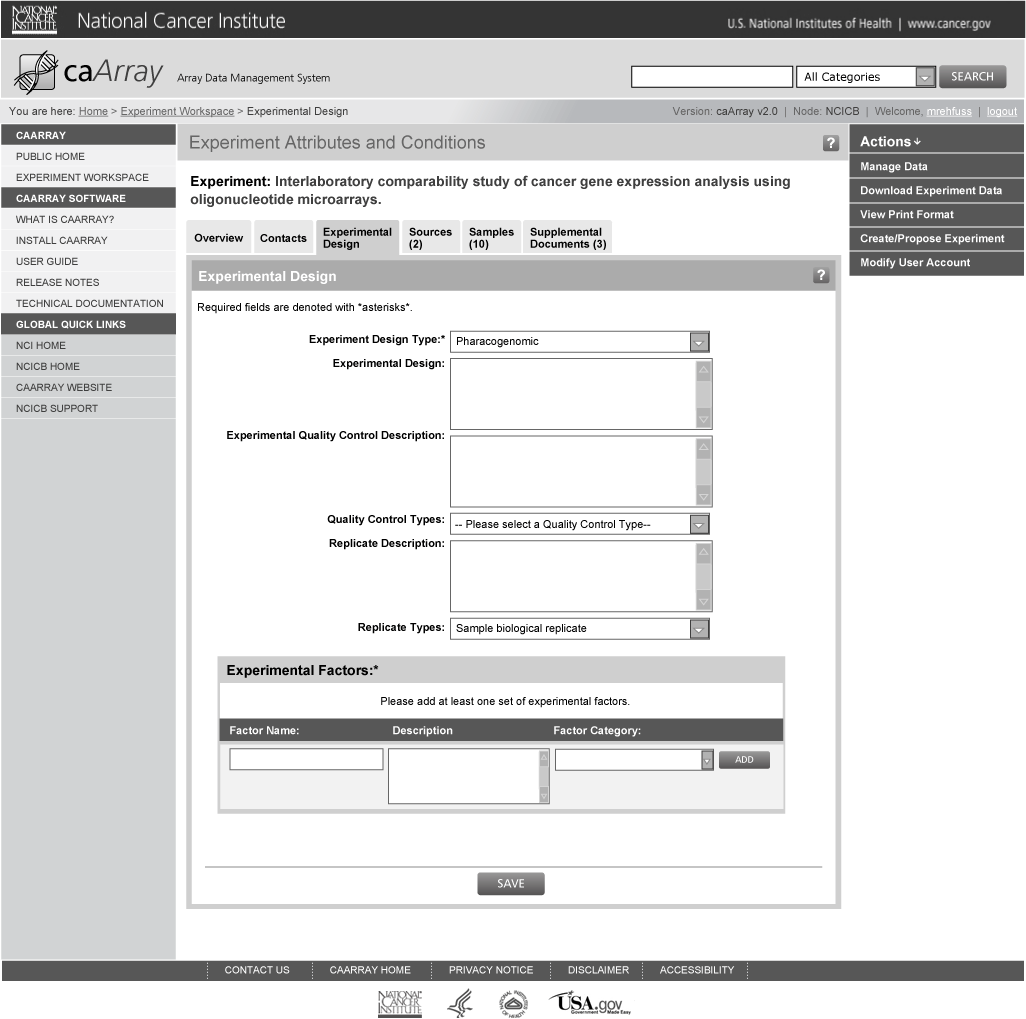 NATIONAL CANCER INSTITUTE
National Cancer Institute
U.S. National Institutes of Health | www.cancer.gov
caArray Array Data Management System
All Categories SEARCH
You are here: Home > Experiment Workspace > Experimental Design
Version: caArray v2.0 | Node: NCICB | Welcome, mrehfuss | logout
CAARRAY
PUBLIC HOME
EXPERIMENT WORKSPACE
CAARRAY SOFTWARE
WHAT IS CAARRAY?
INSTALL CAARRAY
USER GUIDE
RELEASE NOTES
TECHNICAL DOCUMENTATION
GLOBAL QUICK LINKS
NCI HOME
NCICB HOME
CAARRAY WEBSITE
NCICB SUPPORT
Experiment Attributes and Conditions ?
Experiment: Interlaboratory comparability study of cancer gene expression analysis using
oligonucleotide microarrays.
Overview
Contacts
Experimental
Design
Sources
(2)
Samples
(10)
Supplemental
Documents (3)
Experimental Design ?
Required fields are denoted with *asterisks*.
Experiment Design Type:* Pharacogenomic
Experimental Design:
Experimental Quality Control Description:
Quality Control Types: -- Please select a Quality Control Type--
Replicate Description:
Replicate Types: Sample biological replicate
Experimental Factors:*
Please add at least one set of experimental factors.
Factor Name: Description Factor Category:
ADD
SAVE
Actions
Manage Data
Download Experiment Data
View Print Format
Create/Propose Experiment
Modify User Account
CONTACT US CAARRAY HOME PRIVACY NOTICE DISCLAIMER ACCESSIBILITY
NATIONAL CANCER INSTITUTE
NATIONAL INSTITUTES OF HEALTH
USA.gov
Government Made Easy